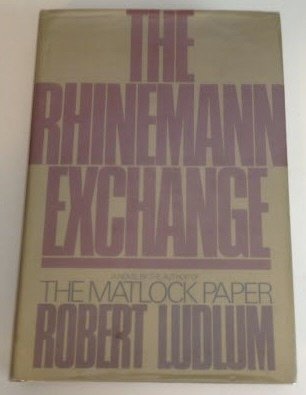 THE
RHINEMANN
EXCHANGE
A NOVEL BY THE AUTHOR OF
THE MATLOCK PAPER
ROBERT LUDLUM